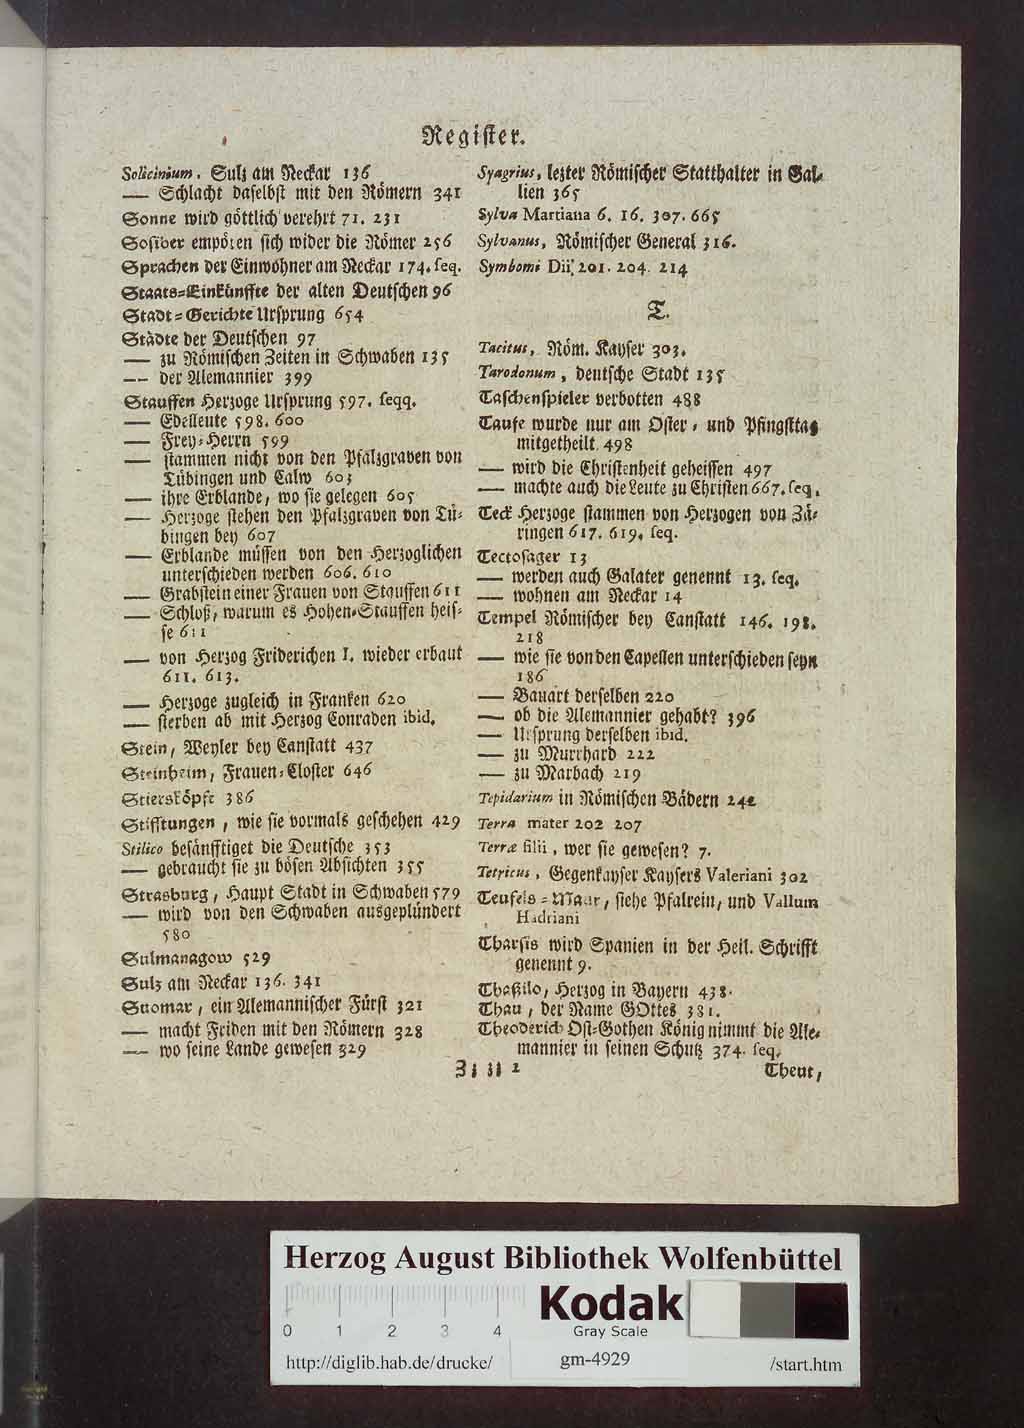 Register.
Solicinium, Sulz am Neckar 136
— Schlacht daselbst mit den Römern 341
Sonne wird göttlich verehrt 71. 231
Sosiber empören sich wider die Römer 256
Sprachen der Einwohner am Neckar 174. seq.
Staats=Einkünffte der alten Deutschen 96
Stadt=Gerichte Ursprung 654
Städte der Deutschen 97
— zu Römischen Zeiten in Schwaben 135
— der Alemannier 399
Stauffen Herzoge Ursprung 597. seqq.
— Edelleute 598. 600
— Frey=Herrn 599
— stammen nicht von den Pfalzgraven von
Tübingen und Calw 603
— ihre Erblande, wo sie gelegen 605
— Herzoge stehen den Pfalzgraven von Tü=
bingen bey 607
— Erblande müssen von den Herzoglichen
unterschieden werden 606. 610
— Grabstein einer Frauen von Stauffen 611
— Schloß, warum es Hohen=Stauffen heis=
se 611
— von Herzog Friderichen I. wieder erbaut
611. 613.
— Herzoge zugleich in Franken 620
— sterben ab mit Herzog Conraden ibid.
Stein, Weyler bey Canstatt 437
Steinheim, Frauen=Closter 646
Stiersköpfe 386
Stifftungen, wie sie vormals geschehen 429
Stilico besänfftiget die Deutsche 353
— gebraucht sie zu bösen Absichten 355
Strasburg, Haupt Stadt in Schwaben 579
— wird von den Schwaben ausgeplündert
580
Sulmanagow 529
Sulz am Neckar 136. 341
Suomar, ein Alemannischer Fürst 321
— macht Friden mit den Römern 328
— wo seine Lande gewesen 329
Syagrius, lezter Römischer Statthalter in Gal=
lien 365
Sylva Martiana 6. 16. 307. 665
Sylvanus, Römischer General 316.
Symbomi Dii, 201. 204. 214
T.
Tacitus, Röm. Kayser 303.
Tarodonum, deutsche Stadt 135
Taschenspieler verbotten 488
Taufe wurde nur am Oster= und Pfingsttag
mitgetheilt. 498
— wird die Christenheit geheissen 497
— machte auch die Leute zu Christen 667. seq.
Teck Herzoge stammen von Herzogen von Zä=
ringen 617. 619. seq.
Tectosager 13
— werden auch Galater genennt 13. seq.
— wohnen am Neckar 14
Tempel Römischer bey Canstatt 146. 198.
218
— wie sie von den Capellen unterschieden seyn
186
— Bauart derselben 220
— ob die Alemannier gehabt? 396
— Ursprung derselben ibid.
— zu Murrhard 222
— zu Marbach 219
Tepidarium in Römischen Bädern 242
Terra mater 202 207
Terræ filii, wer sie gewesen? 7.
Tetricus, Gegenkayser Kaysers Valeriani 302
Teufels=Maur, siehe Pfalrein, und Vallum
Hadriani
Tharsis wird Spanien in der Heil. Schrifft
genennt 9.
Thaßilo, Herzog in Bayern 438.
Thau, der Name GOttes 381.
Theoderich Ost=Gothen König nimmt die Ale=
mannier in seinen Schutz 374. seq.
Zz zz 2
Theut,
Herzog August Bibliothek Wolfenbüttel
Kodak
Gray Scale
0 1 2 3 4
http://diglib.hab.de/drucke/
gm-4929
/start.htm